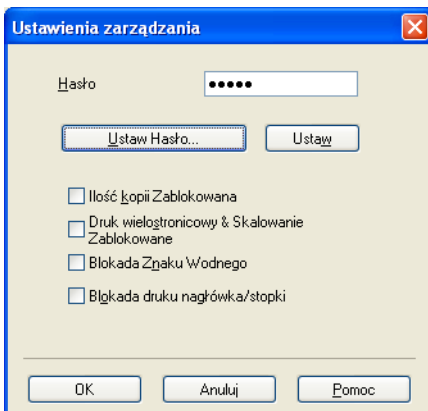 Ustawienia zarządzania
Hasło
●●●●●
Ustaw Hasło...
Ustaw
Ilość kopii Zablokowana
Druk wielostronicowy & Skalowanie
Zablokowane
Blokada Znaku Wodnego
Blokada druku nagłówka/stopki
OK
Anuluj
Pomoc